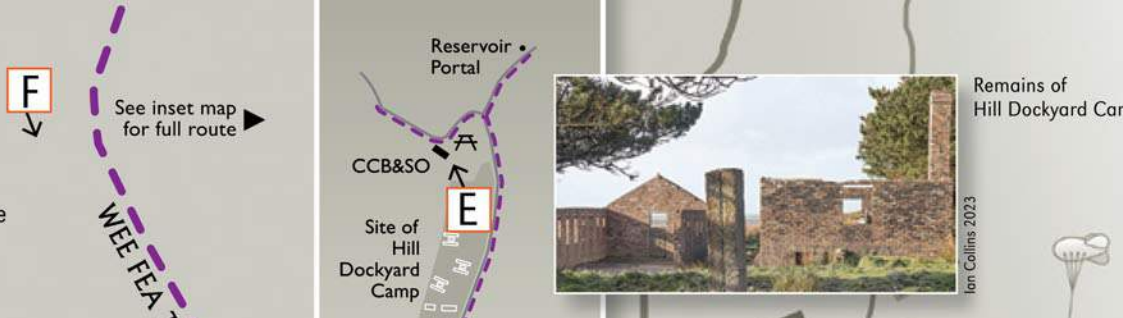 F
See inset map
for full route
WEE FEA
Reservoir
Portal
CCB&SO
E
Site of
Hill
Dockyard
Camp
Remains of
Hill Dockyard
Ian Collins 2023